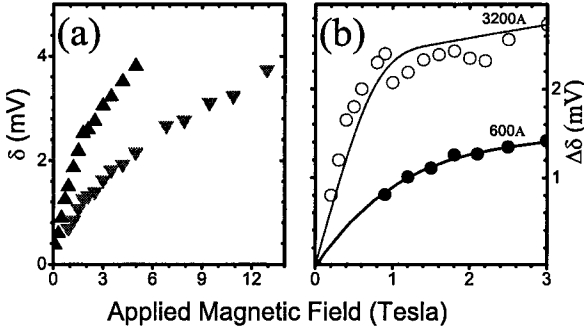 (a)
(b)
4
2
0
δ (mV)
0 3 6 9 12
3200A
600A
2
1
Δδ (mV)
0 1 2 3
Applied Magnetic Field (Tesla)